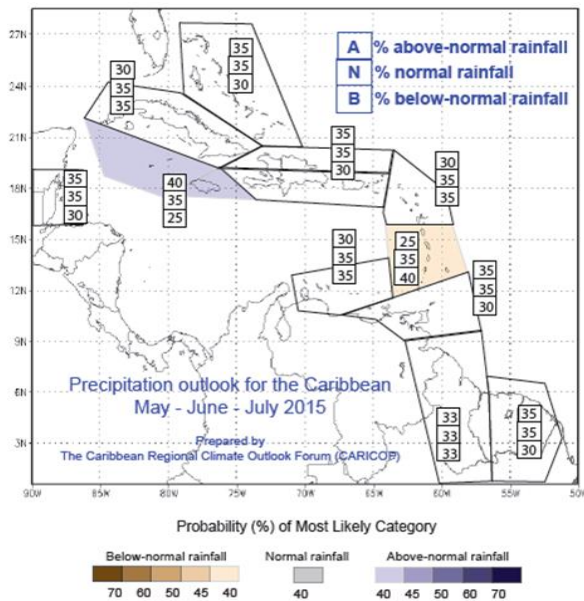 27N
24N
21N
18N
15N
12N
9N
6N
3N
90W
85W
80W
75W
70W
65W
60W
55W
50W
A % above-normal rainfall
N % normal rainfall
B % below-normal rainfall
35
35
30
30
35
35
35
35
30
30
35
35
35
35
30
40
35
25
30
35
35
25
35
40
35
35
30
33
33
33
35
35
30
Precipitation outlook for the Caribbean
May - June - July 2015
Prepared by
The Caribbean Regional Climate Outlook Forum (CARICOF)
Probability (%) of Most Likely Category
Below-normal rainfall
70 60 50 45 40
Normal rainfall
40
Above-normal rainfall
40 45 50 60 70